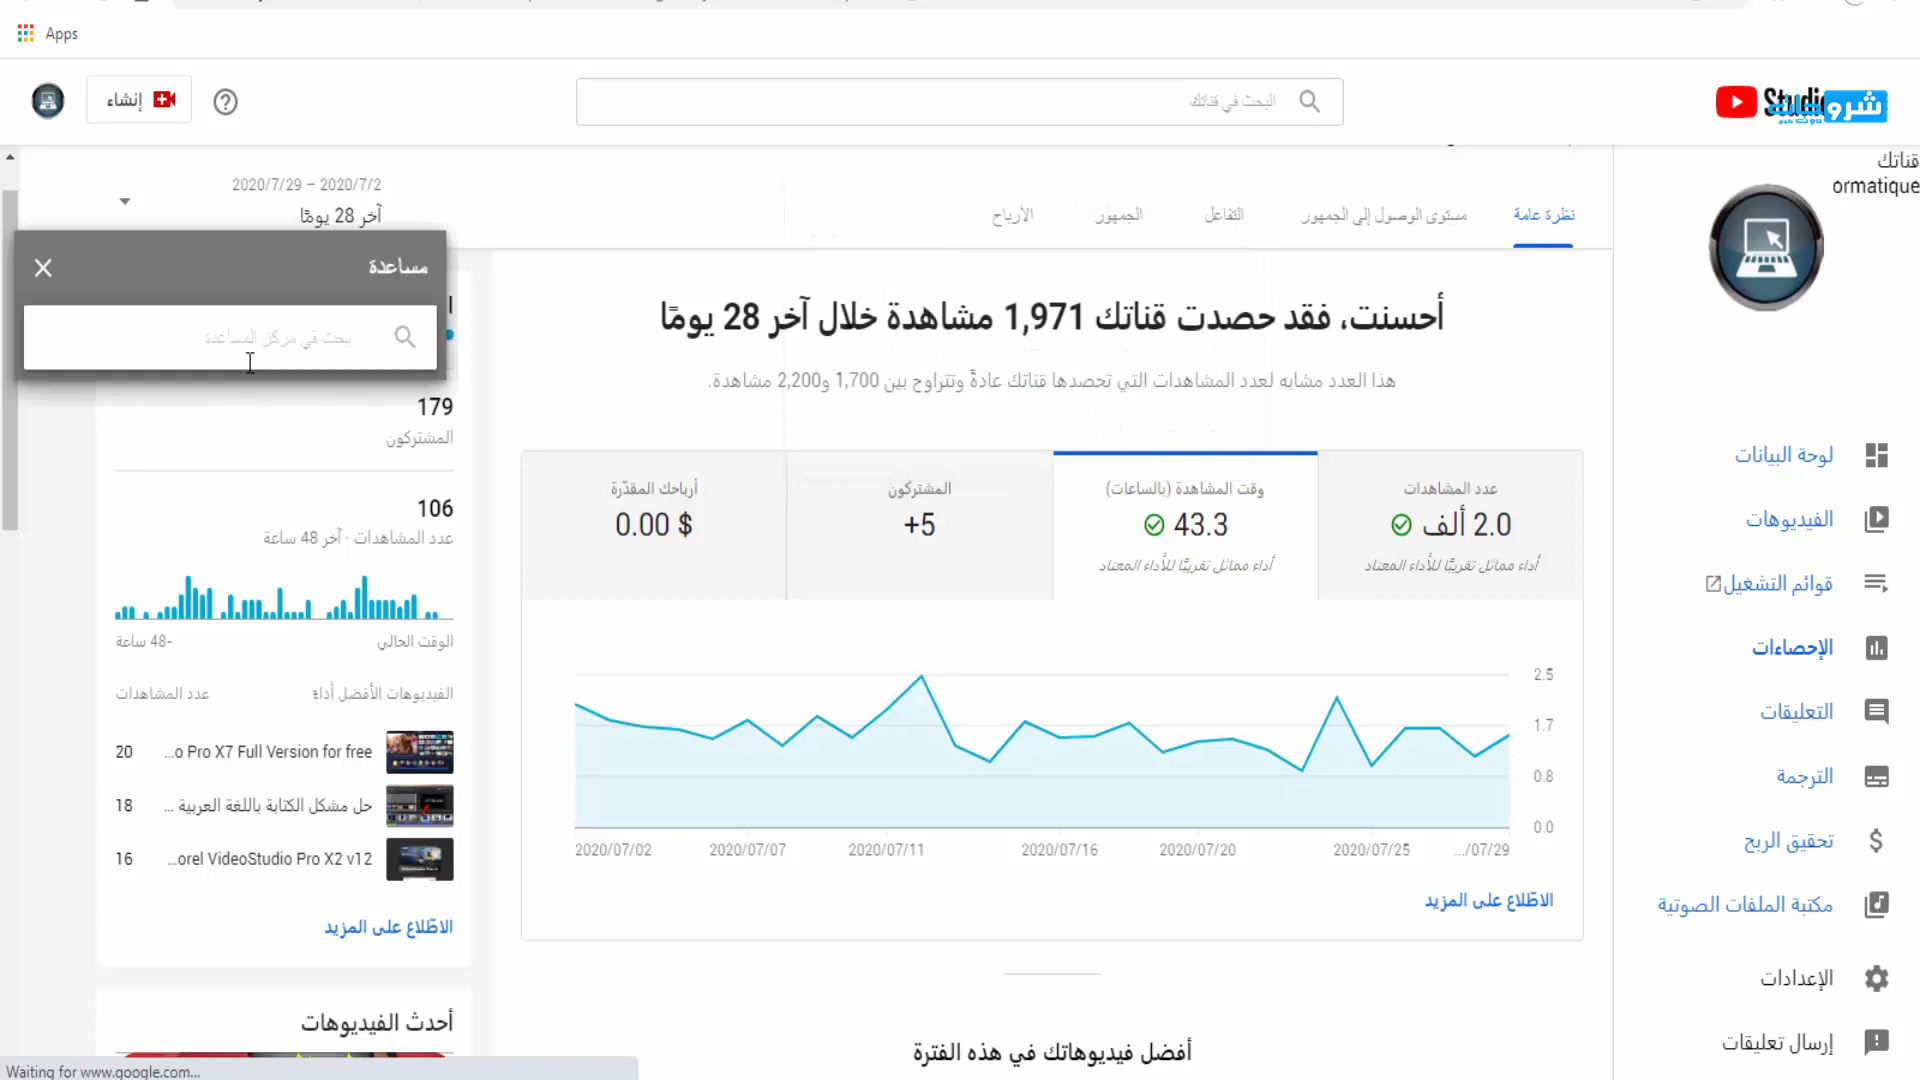 Apps
إنشاء
البحث في قناتك
Studio
شروحات
دوت كوم
قناتك
ormatique
2020/7/29 – 2020/7/2
آخر 28 يومًا
نظرة عامة
مستوى الوصول إلى الجمهور
التفاعل
الجمهور
الأرباح
مساعدة
بحث في مركز المساعدة
أحسنت، فقد حصدت قناتك 1,971 مشاهدة خلال آخر 28 يومًا
هذا العدد مشابه لعدد المشاهدات التي تحصدها قناتك عادةً وتتراوح بين 1,700 و2,200 مشاهدة.
عدد المشاهدات
2.0 ألف
أداء مماثل تقريبًا للأداء المعتاد
وقت المشاهدة (بالساعات)
43.3
أداء مماثل تقريبًا للأداء المعتاد
المشتركون
+5
أرباحك المقدّرة
0.00 $
2.5
1.7
0.8
0.0
2020/07/02
2020/07/07
2020/07/11
2020/07/16
2020/07/20
2020/07/25
.../07/29
الاطّلاع على المزيد
أفضل فيديوهاتك في هذه الفترة
179
المشتركون
106
عدد المشاهدات · آخر 48 ساعة
الوقت الحالي
-48 ساعة
الفيديوهات الأفضل أداءً
عدد المشاهدات
...o Pro X7 Full Version for free
20
حل مشكل الكتابة باللغة العربية ...
18
...orel VideoStudio Pro X2 v12
16
الاطّلاع على المزيد
أحدث الفيديوهات
لوحة البيانات
الفيديوهات
قوائم التشغيل
الإحصاءات
التعليقات
الترجمة
تحقيق الربح
مكتبة الملفات الصوتية
الإعدادات
إرسال تعليقات
Waiting for www.google.com...